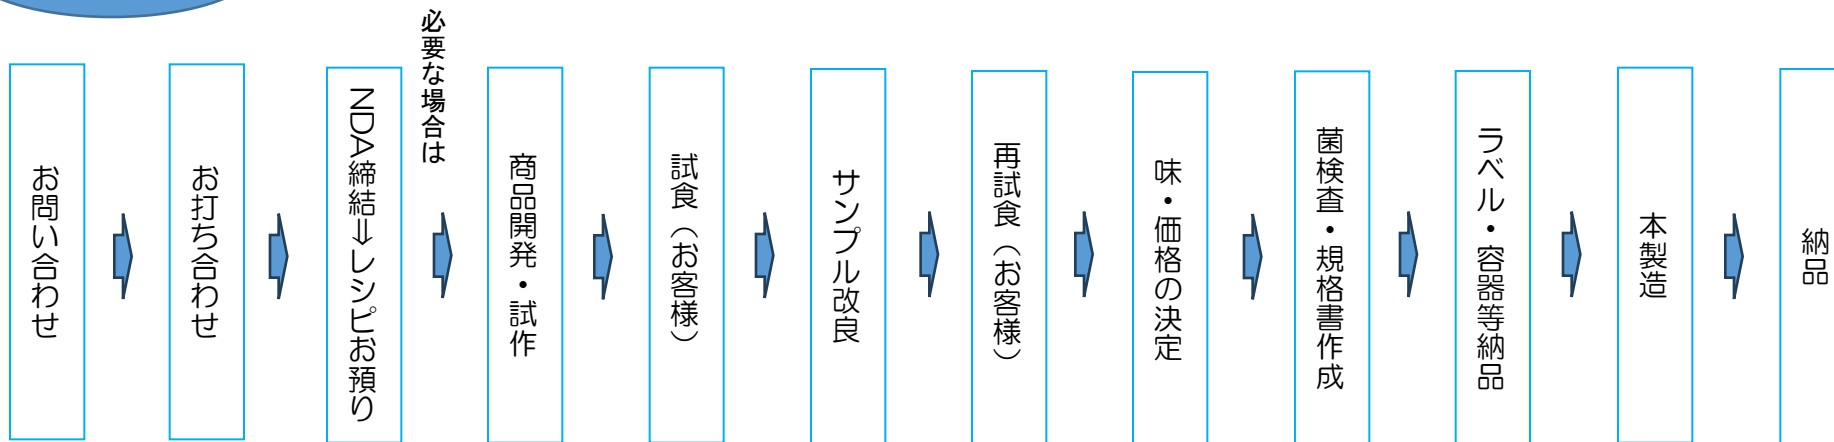 お問い合わせ
お打ち合わせ
NDA締結⇒レシピお預り
必要な場合は
商品開発・試作
試食（お客様）
サンプル改良
再試食（お客様）
味・価格の決定
菌検査・規格書作成
ラベル・容器等納品
本製造
納品